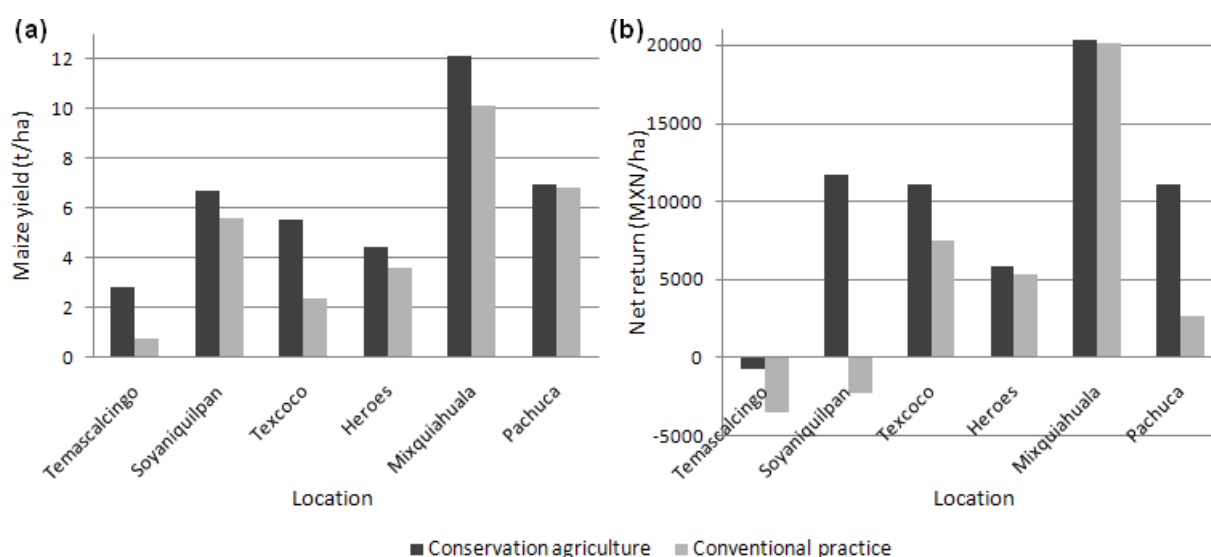 (a)
Maize yield (t/ha)
12
10
8
6
4
2
0
Temascalcingo
Soyaniquilpan
Texcoco
Heroes
Mixquiahuala
Pachuca
Location
(b)
Net return (MXN/ha)
20000
15000
10000
5000
0
-5000
Temascalcingo
Soyaniquilpan
Texcoco
Heroes
Mixquiahuala
Pachuca
Location
Conservation agriculture
Conventional practice